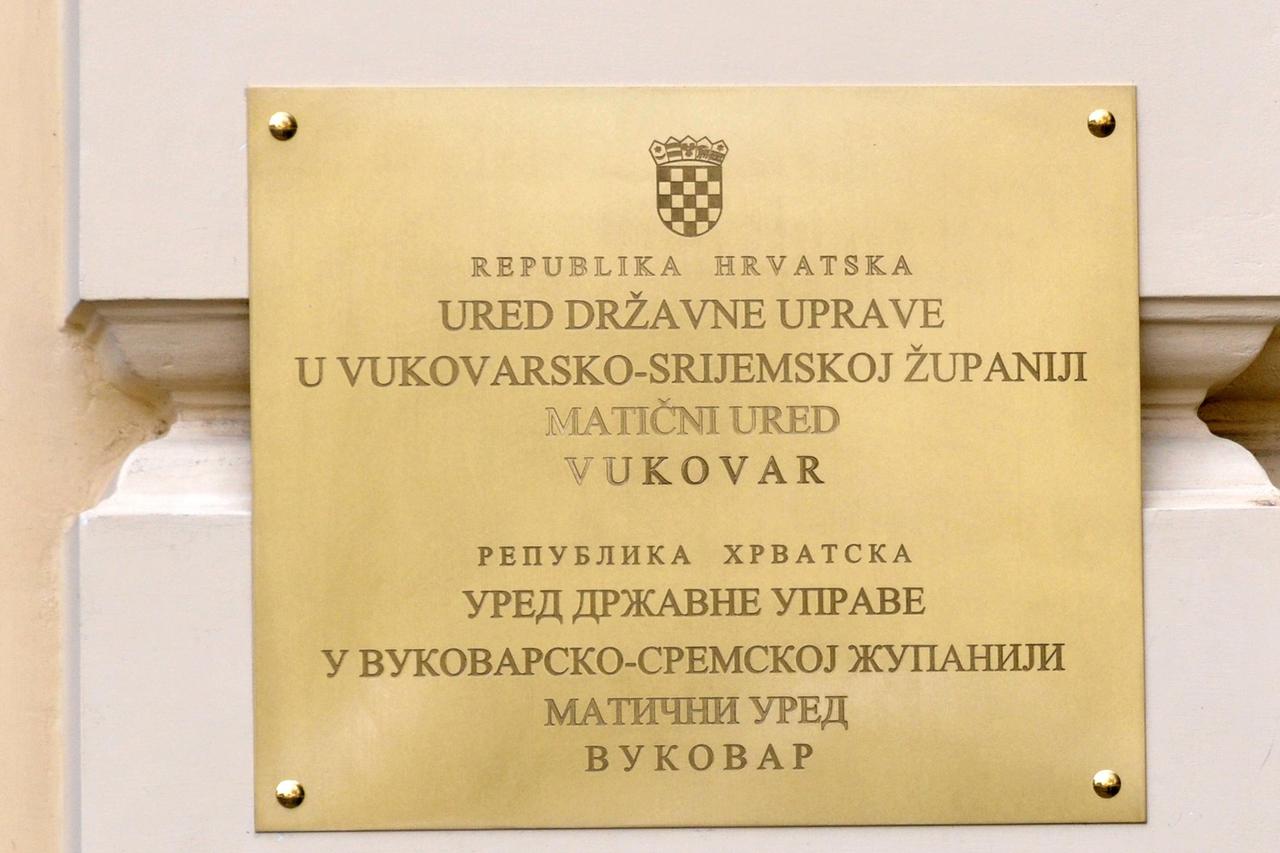 REPUBLIKA HRVATSKA
URED DRŽAVNE UPRAVE
U VUKOVARSKO-SRIJEMSKOJ ŽUPANIJI
MATIČNI URED
VUKOVAR
РЕПУБЛИКА ХРВАТСКА
УРЕД ДРЖАВНЕ УПРАВЕ
У ВУКОВАРСКО-СРЕМСКОЈ ЖУПАНИЈИ
МАТИЧНИ УРЕД
ВУКОВАР